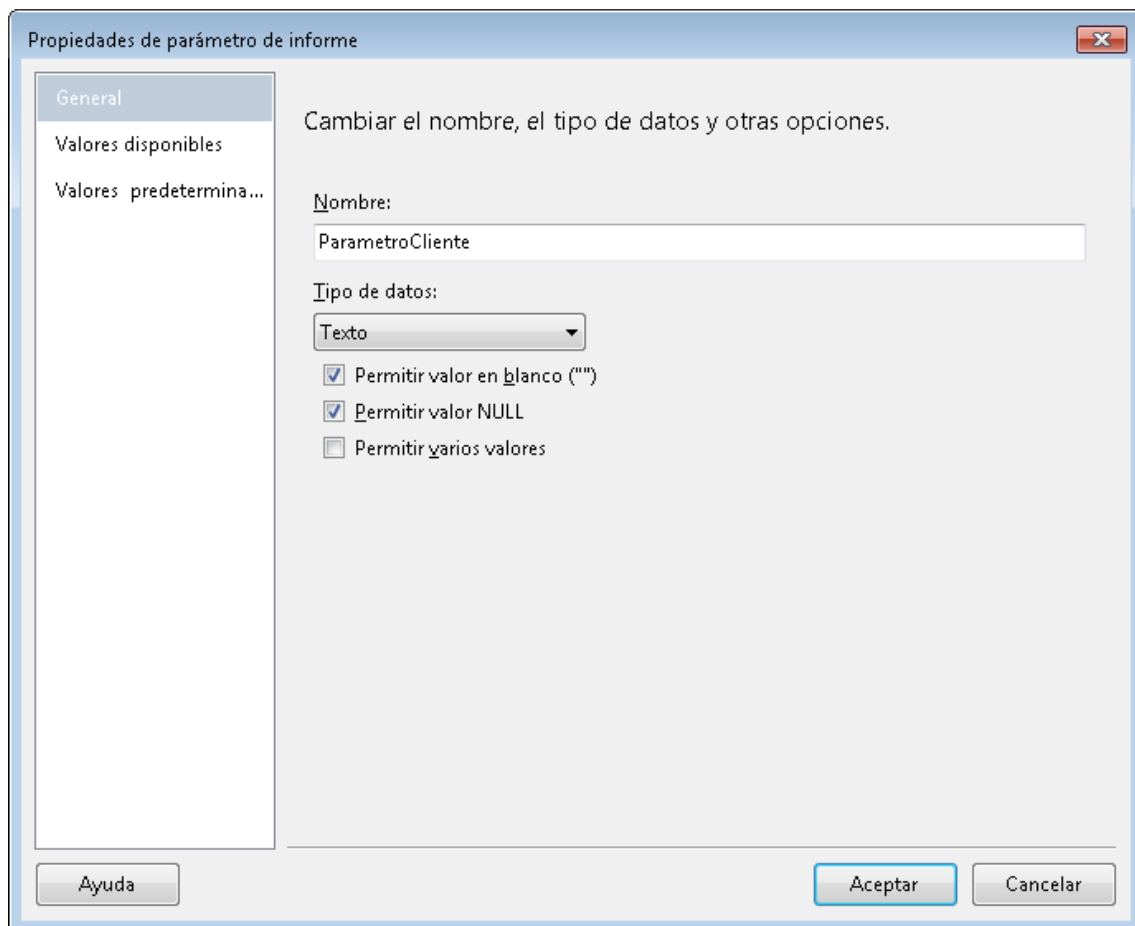 Propiedades de parámetro de informe
General
Valores disponibles
Valores predetermina...
Cambiar el nombre, el tipo de datos y otras opciones.
Nombre:
ParametroCliente
Tipo de datos:
Texto
Permitir valor en blanco ("")
Permitir valor NULL
Permitir varios valores
Ayuda
Aceptar
Cancelar